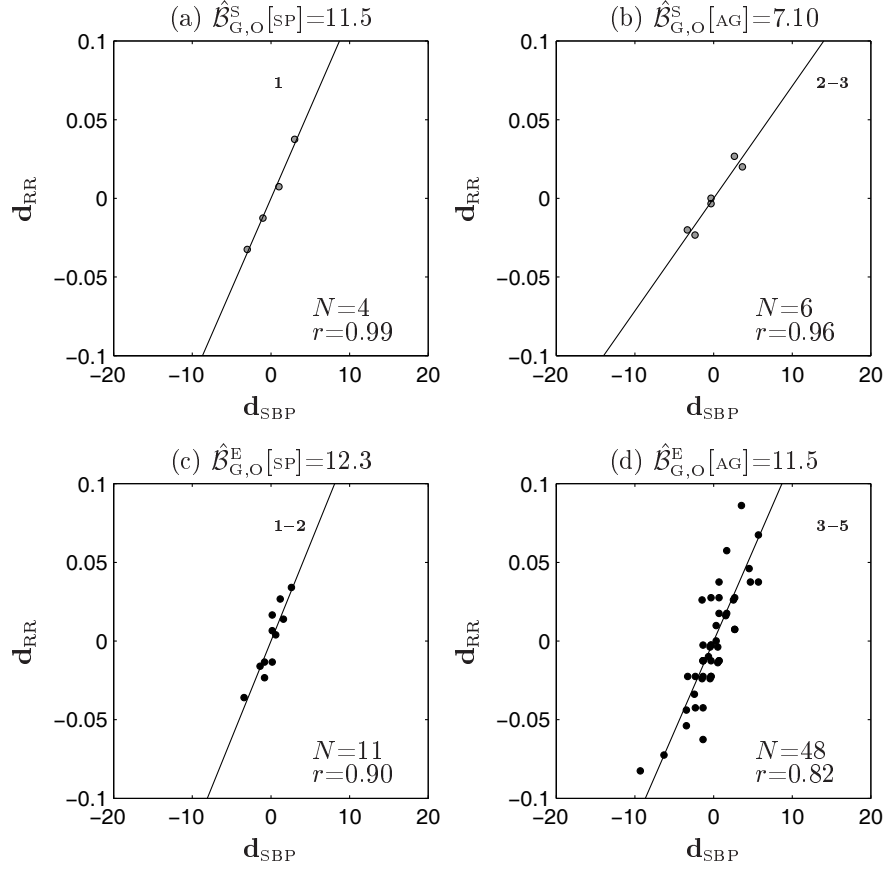 (a) B̂^S_G,O[SP]=11.5
0.1
0.05
0
−0.05
−0.1
−20 −10 0 10 20
d_RR
d_SBP
1
N=4
r=0.99
(b) B̂^S_G,O[AG]=7.10
0.1
0.05
0
−0.05
−0.1
−20 −10 0 10 20
d_RR
d_SBP
2−3
N=6
r=0.96
(c) B̂^E_G,O[SP]=12.3
0.1
0.05
0
−0.05
−0.1
−20 −10 0 10 20
d_RR
d_SBP
1−2
N=11
r=0.90
(d) B̂^E_G,O[AG]=11.5
0.1
0.05
0
−0.05
−0.1
−20 −10 0 10 20
d_RR
d_SBP
3−5
N=48
r=0.82